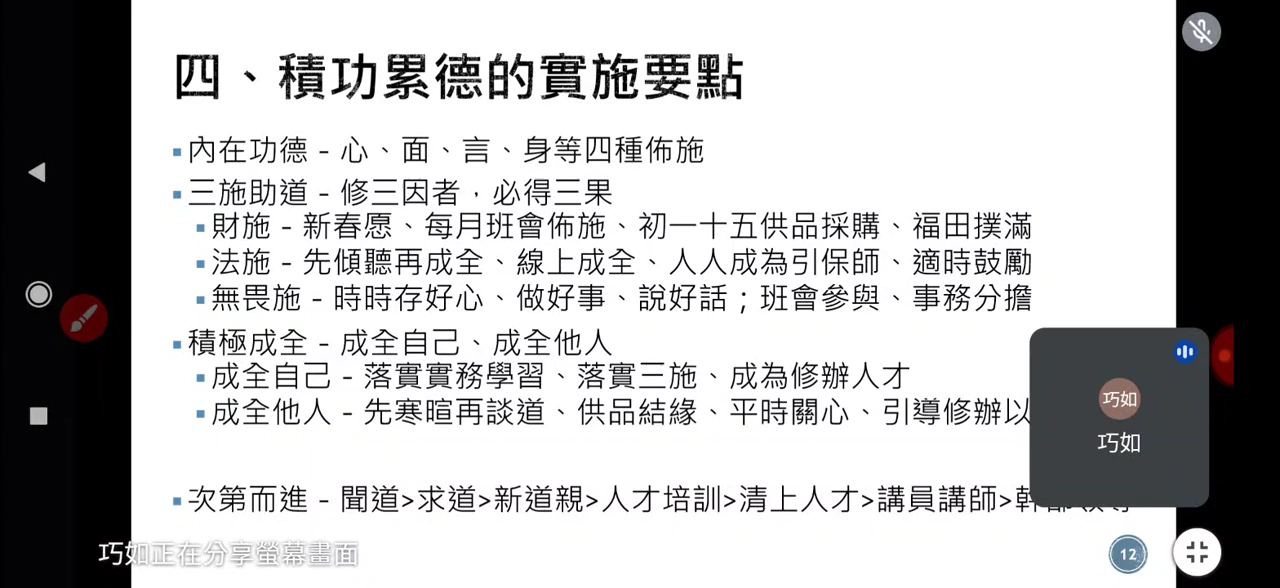 四、積功累德的實施要點
▪內在功德 - 心、面、言、身等四種佈施
▪三施助道 - 修三因者，必得三果
▪財施 - 新春愿、每月班會佈施、初一十五供品採購、福田撲滿
▪法施 - 先傾聽再成全、線上成全、人人成為引保師、適時鼓勵
▪無畏施 - 時時存好心、做好事、說好話；班會參與、事務分擔
▪積極成全 - 成全自己、成全他人
▪成全自己 - 落實實務學習、落實三施、成為修辦人才
▪成全他人 - 先寒暄再談道、供品結緣、平時關心、引導修辦以
巧如
巧如
▪次第而進 - 聞道>求道>新道親>人才培訓>清上人才>講員講師>幹部
巧如正在分享螢幕畫面
12